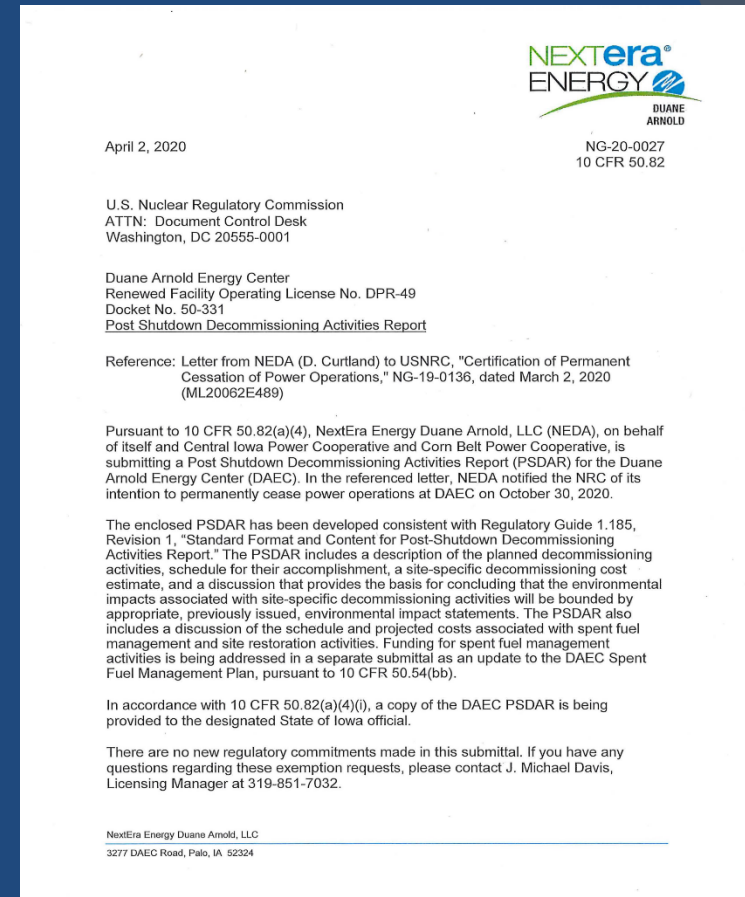 NEXTera®
ENERGY
DUANE
ARNOLD
April 2, 2020
NG-20-0027
10 CFR 50.82
U.S. Nuclear Regulatory Commission
ATTN: Document Control Desk
Washington, DC 20555-0001
Duane Arnold Energy Center
Renewed Facility Operating License No. DPR-49
Docket No. 50-331
Post Shutdown Decommissioning Activities Report
Reference: Letter from NEDA (D. Curtland) to USNRC, "Certification of Permanent
Cessation of Power Operations," NG-19-0136, dated March 2, 2020
(ML20062E489)
Pursuant to 10 CFR 50.82(a)(4), NextEra Energy Duane Arnold, LLC (NEDA), on behalf
of itself and Central Iowa Power Cooperative and Corn Belt Power Cooperative, is
submitting a Post Shutdown Decommissioning Activities Report (PSDAR) for the Duane
Arnold Energy Center (DAEC). In the referenced letter, NEDA notified the NRC of its
intention to permanently cease power operations at DAEC on October 30, 2020.
The enclosed PSDAR has been developed consistent with Regulatory Guide 1.185,
Revision 1, "Standard Format and Content for Post-Shutdown Decommissioning
Activities Report." The PSDAR includes a description of the planned decommissioning
activities, schedule for their accomplishment, a site-specific decommissioning cost
estimate, and a discussion that provides the basis for concluding that the environmental
impacts associated with site-specific decommissioning activities will be bounded by
appropriate, previously issued, environmental impact statements. The PSDAR also
includes a discussion of the schedule and projected costs associated with spent fuel
management and site restoration activities. Funding for spent fuel management
activities is being addressed in a separate submittal as an update to the DAEC Spent
Fuel Management Plan, pursuant to 10 CFR 50.54(bb).
In accordance with 10 CFR 50.82(a)(4)(i), a copy of the DAEC PSDAR is being
provided to the designated State of Iowa official.
There are no new regulatory commitments made in this submittal. If you have any
questions regarding these exemption requests, please contact J. Michael Davis,
Licensing Manager at 319-851-7032.
NextEra Energy Duane Arnold, LLC
3277 DAEC Road, Palo, IA 52324